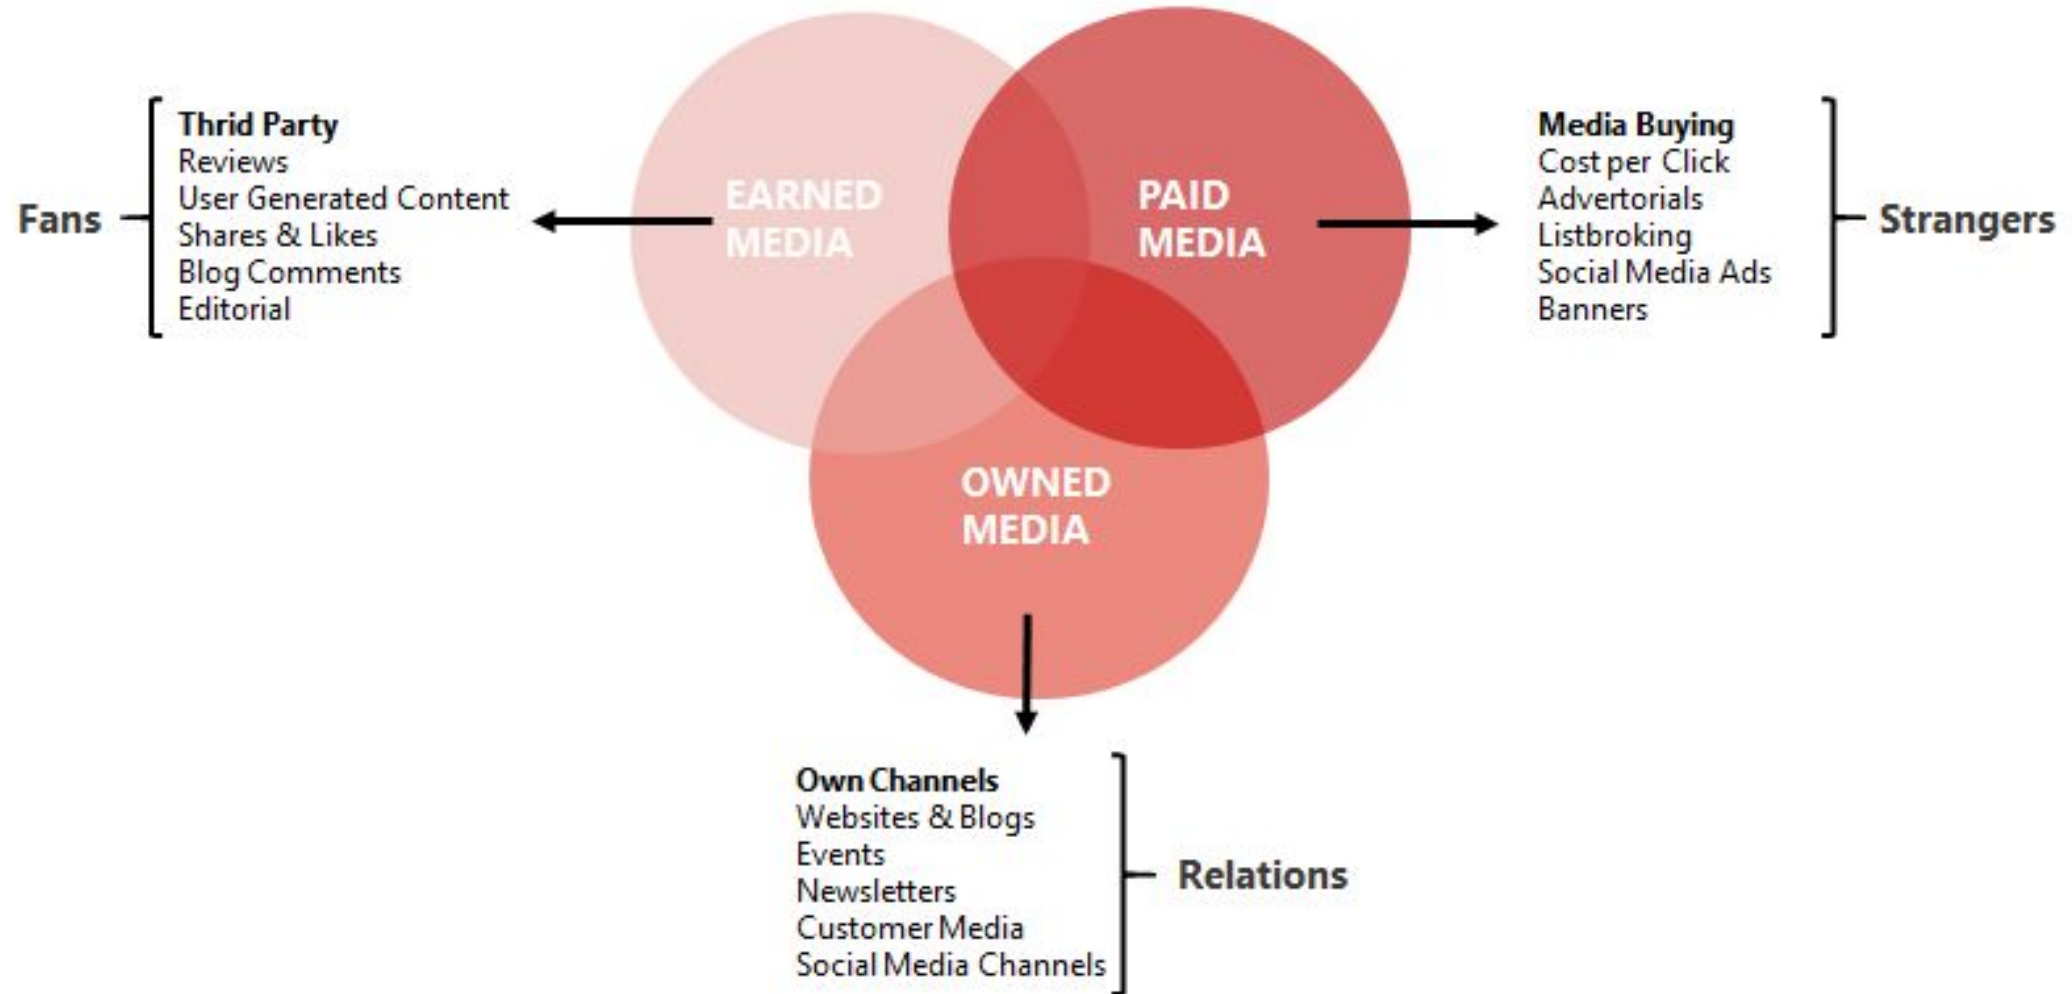 Fans
Thrid Party
Reviews
User Generated Content
Shares & Likes
Blog Comments
Editorial
EARNED
MEDIA
PAID
MEDIA
Media Buying
Cost per Click
Advertorials
Listbroking
Social Media Ads
Banners
Strangers
OWNED
MEDIA
Own Channels
Websites & Blogs
Events
Newsletters
Customer Media
Social Media Channels
Relations